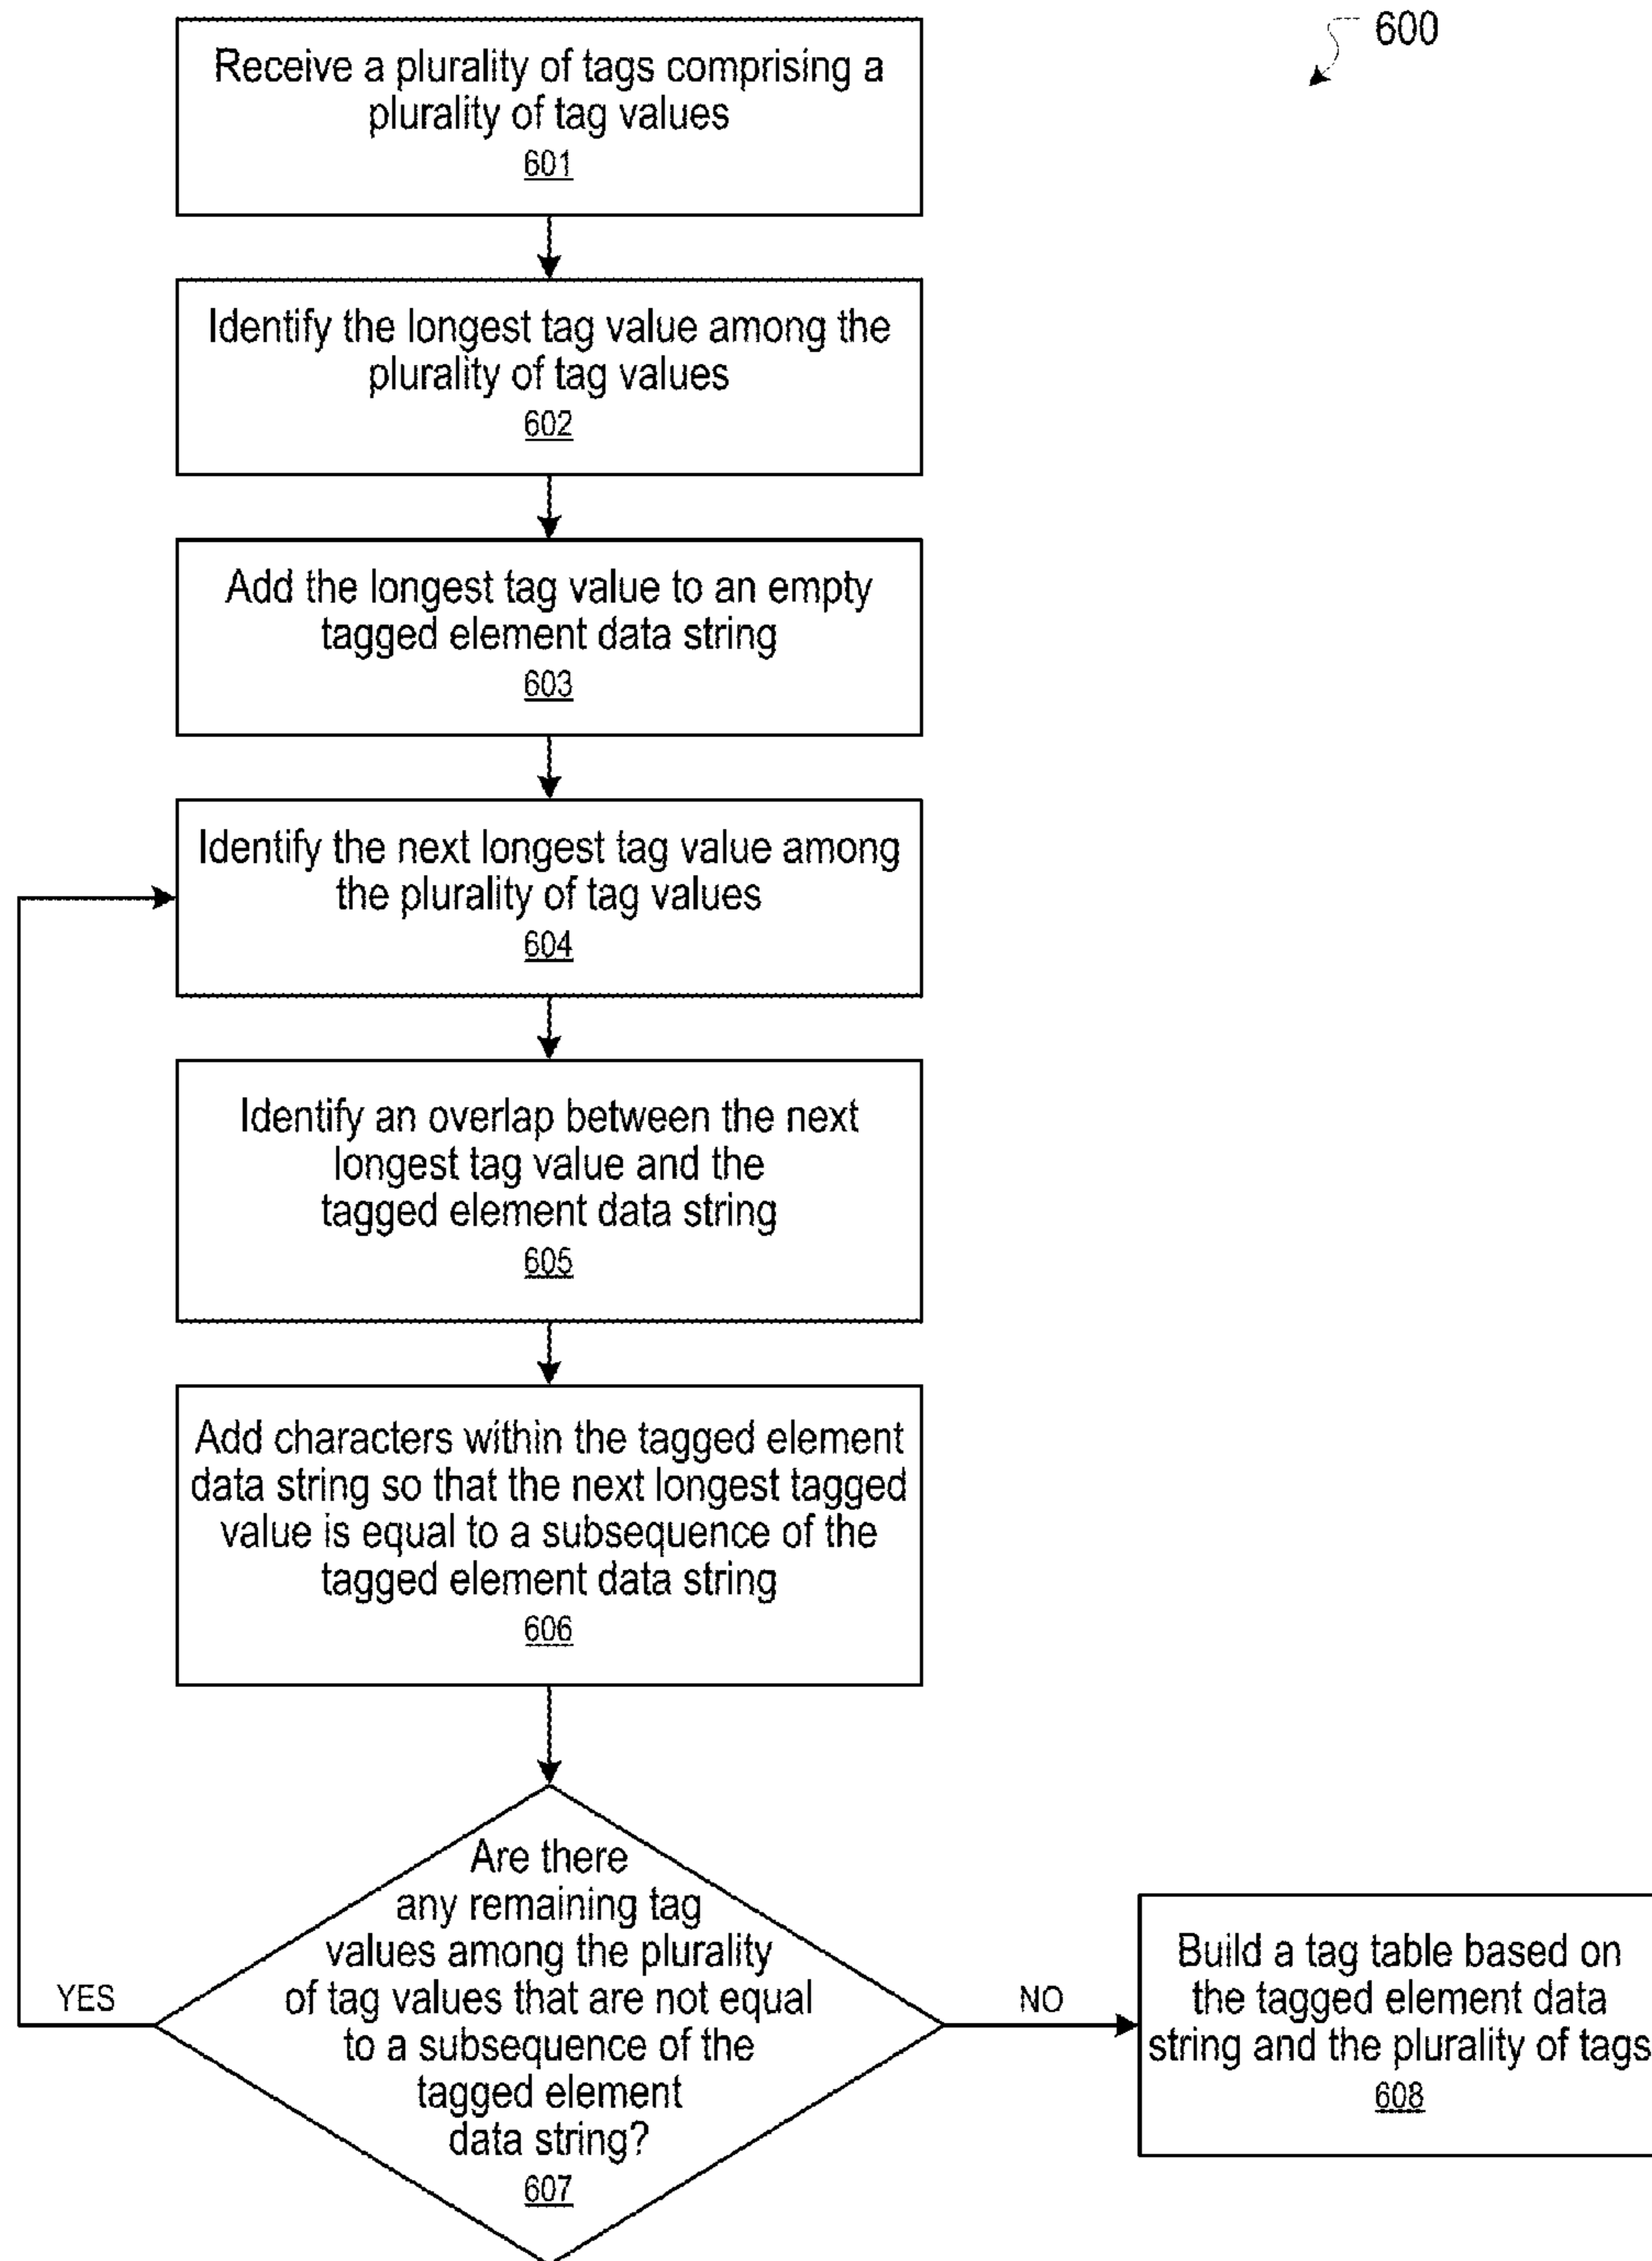 600
Receive a plurality of tags comprising a
plurality of tag values
601
Identify the longest tag value among the
plurality of tag values
602
Add the longest tag value to an empty
tagged element data string
603
Identify the next longest tag value among
the plurality of tag values
604
Identify an overlap between the next
longest tag value and the
tagged element data string
605
Add characters within the tagged element
data string so that the next longest tagged
value is equal to a subsequence of the
tagged element data string
606
Are there
any remaining tag
values among the plurality
of tag values that are not equal
to a subsequence of the
tagged element
data string?
607
YES
NO
Build a tag table based on
the tagged element data
string and the plurality of tags
608